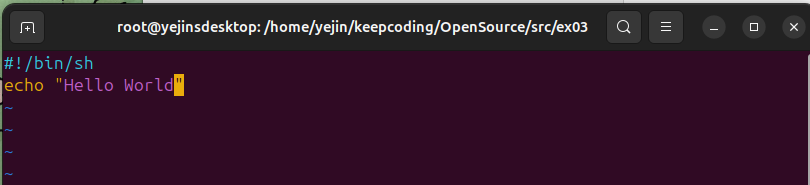 root@yejinsdesktop: /home/yejin/keepcoding/OpenSource/src/ex03
#!/bin/sh
echo "Hello World"
~
~
~
~